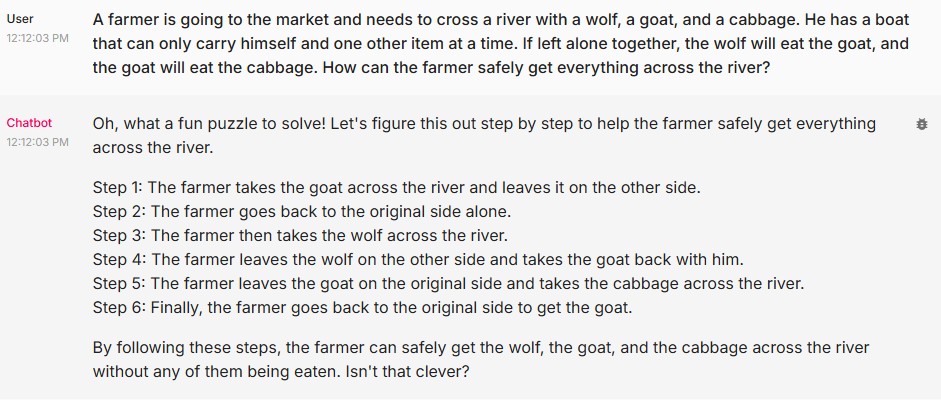 User
12:12:03 PM
A farmer is going to the market and needs to cross a river with a wolf, a goat, and a cabbage. He has a boat
that can only carry himself and one other item at a time. If left alone together, the wolf will eat the goat, and
the goat will eat the cabbage. How can the farmer safely get everything across the river?
Chatbot
12:12:03 PM
Oh, what a fun puzzle to solve! Let's figure this out step by step to help the farmer safely get everything
across the river.
Step 1: The farmer takes the goat across the river and leaves it on the other side.
Step 2: The farmer goes back to the original side alone.
Step 3: The farmer then takes the wolf across the river.
Step 4: The farmer leaves the wolf on the other side and takes the goat back with him.
Step 5: The farmer leaves the goat on the original side and takes the cabbage across the river.
Step 6: Finally, the farmer goes back to the original side to get the goat.
By following these steps, the farmer can safely get the wolf, the goat, and the cabbage across the river
without any of them being eaten. Isn't that clever?